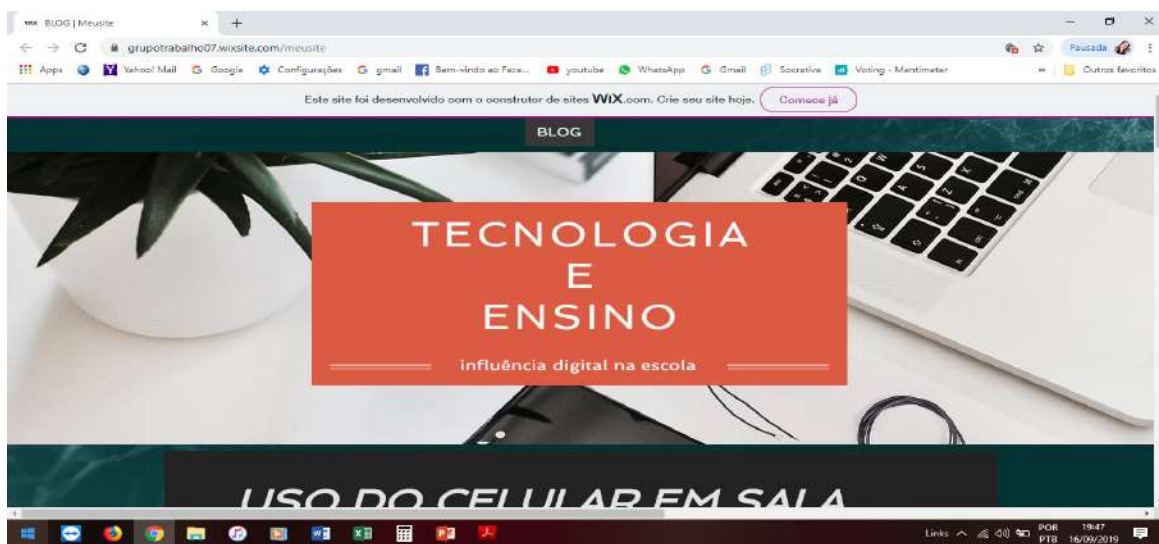 WIX BLOG | Meusite
grupotrabalho07.wixsite.com/meusite
Pausada
Apps
Yahoo! Mail
Google
Configurações
gmail
Bem-vindo ao Face...
youtube
WhatsApp
Gmail
Socrative
Voting - Mentimeter
Outros favoritos
Este site foi desenvolvido com o construtor de sites WIX.com. Crie seu site hoje.
Comece já
BLOG
TECNOLOGIA
E
ENSINO
influência digital na escola
USO DO CELULAR EM SALA
Links
POR
PTB
19:47
16/09/2019